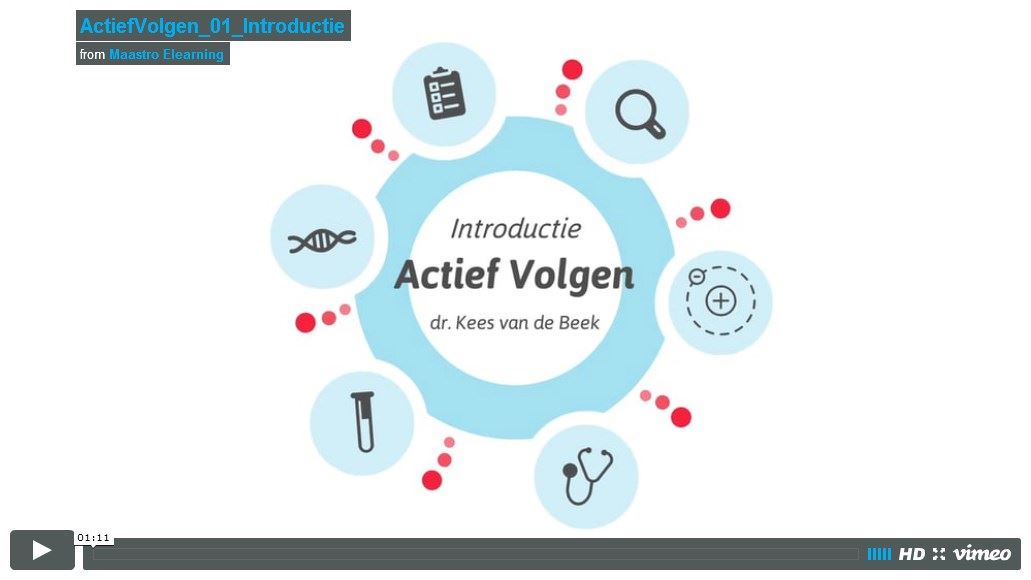 ActiefVolgen_01_Introductie
from Maastro Elearning
Introductie
Actief Volgen
dr. Kees van de Beek
01:11
HD vimeo